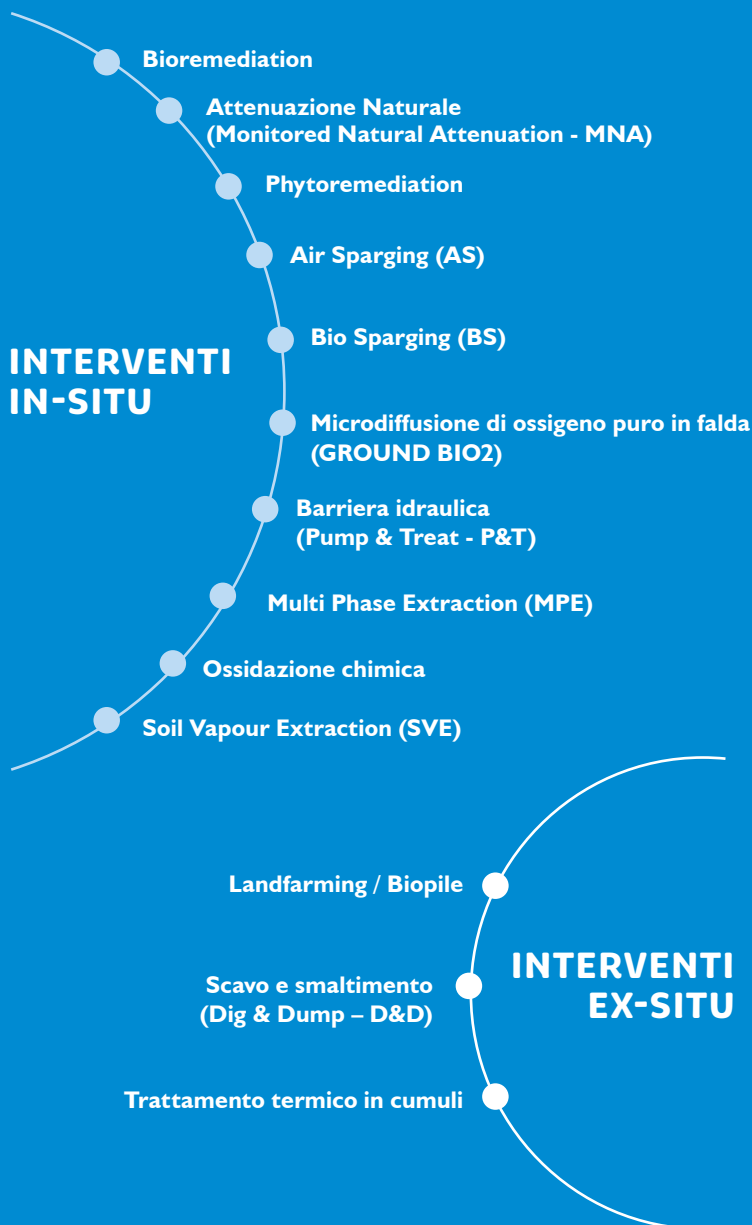 Bioremediation
Attenuazione Naturale
(Monitored Natural Attenuation - MNA)
Phytoremediation
Air Sparging (AS)
Bio Sparging (BS)
INTERVENTI
IN-SITU
Microdiffusione di ossigeno puro in falda
(GROUND BIO2)
Barriera idraulica
(Pump & Treat - P&T)
Multi Phase Extraction (MPE)
Ossidazione chimica
Soil Vapour Extraction (SVE)
Landfarming / Biopile
INTERVENTI
EX-SITU
Scavo e smaltimento
(Dig & Dump – D&D)
Trattamento termico in cumuli